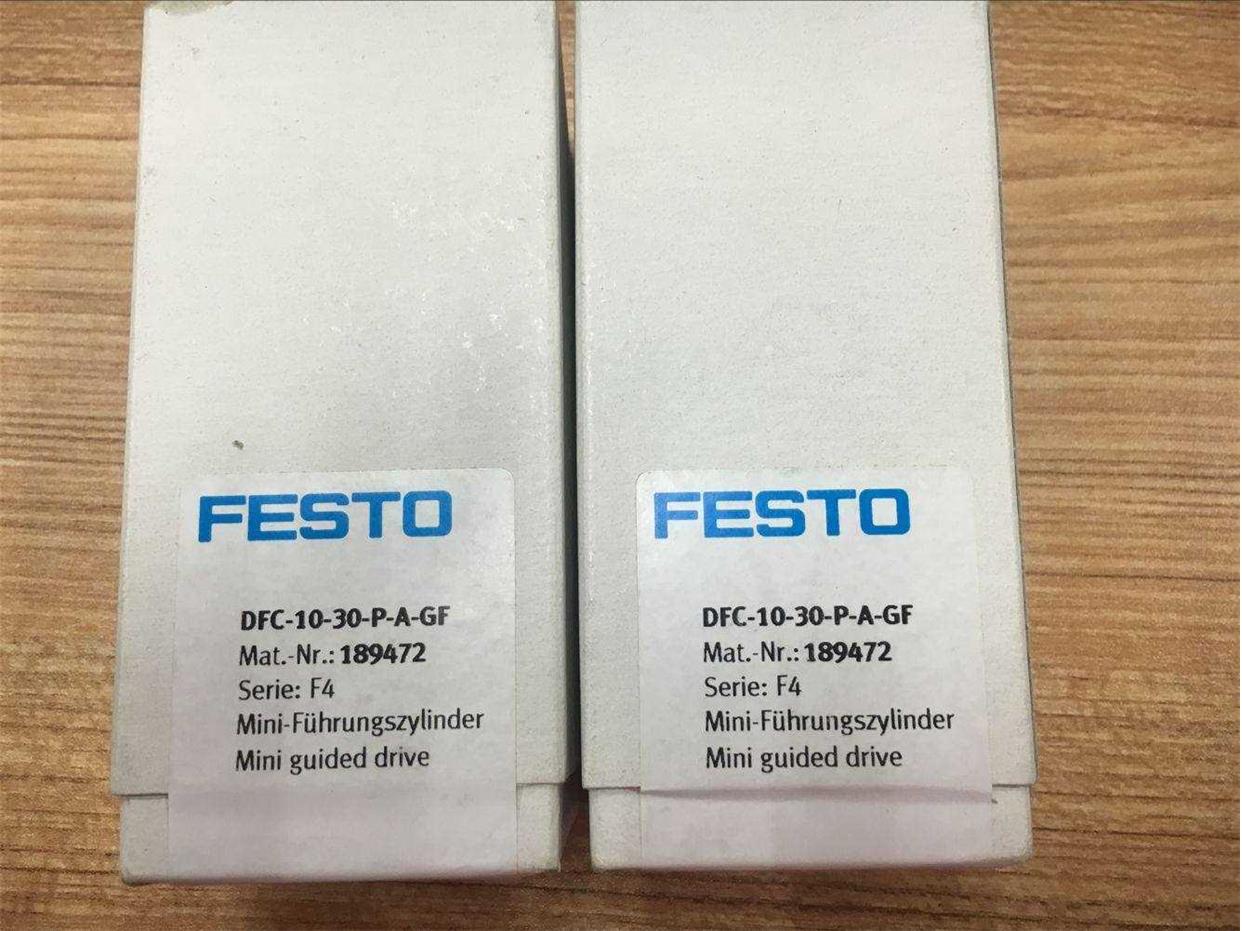 FESTO
DFC-10-30-P-A-GF
Mat.-Nr.: 189472
Serie: F4
Mini-Führungszylinder
Mini guided drive
FESTO
DFC-10-30-P-A-GF
Mat.-Nr.: 189472
Serie: F4
Mini-Führungszylinder
Mini guided drive